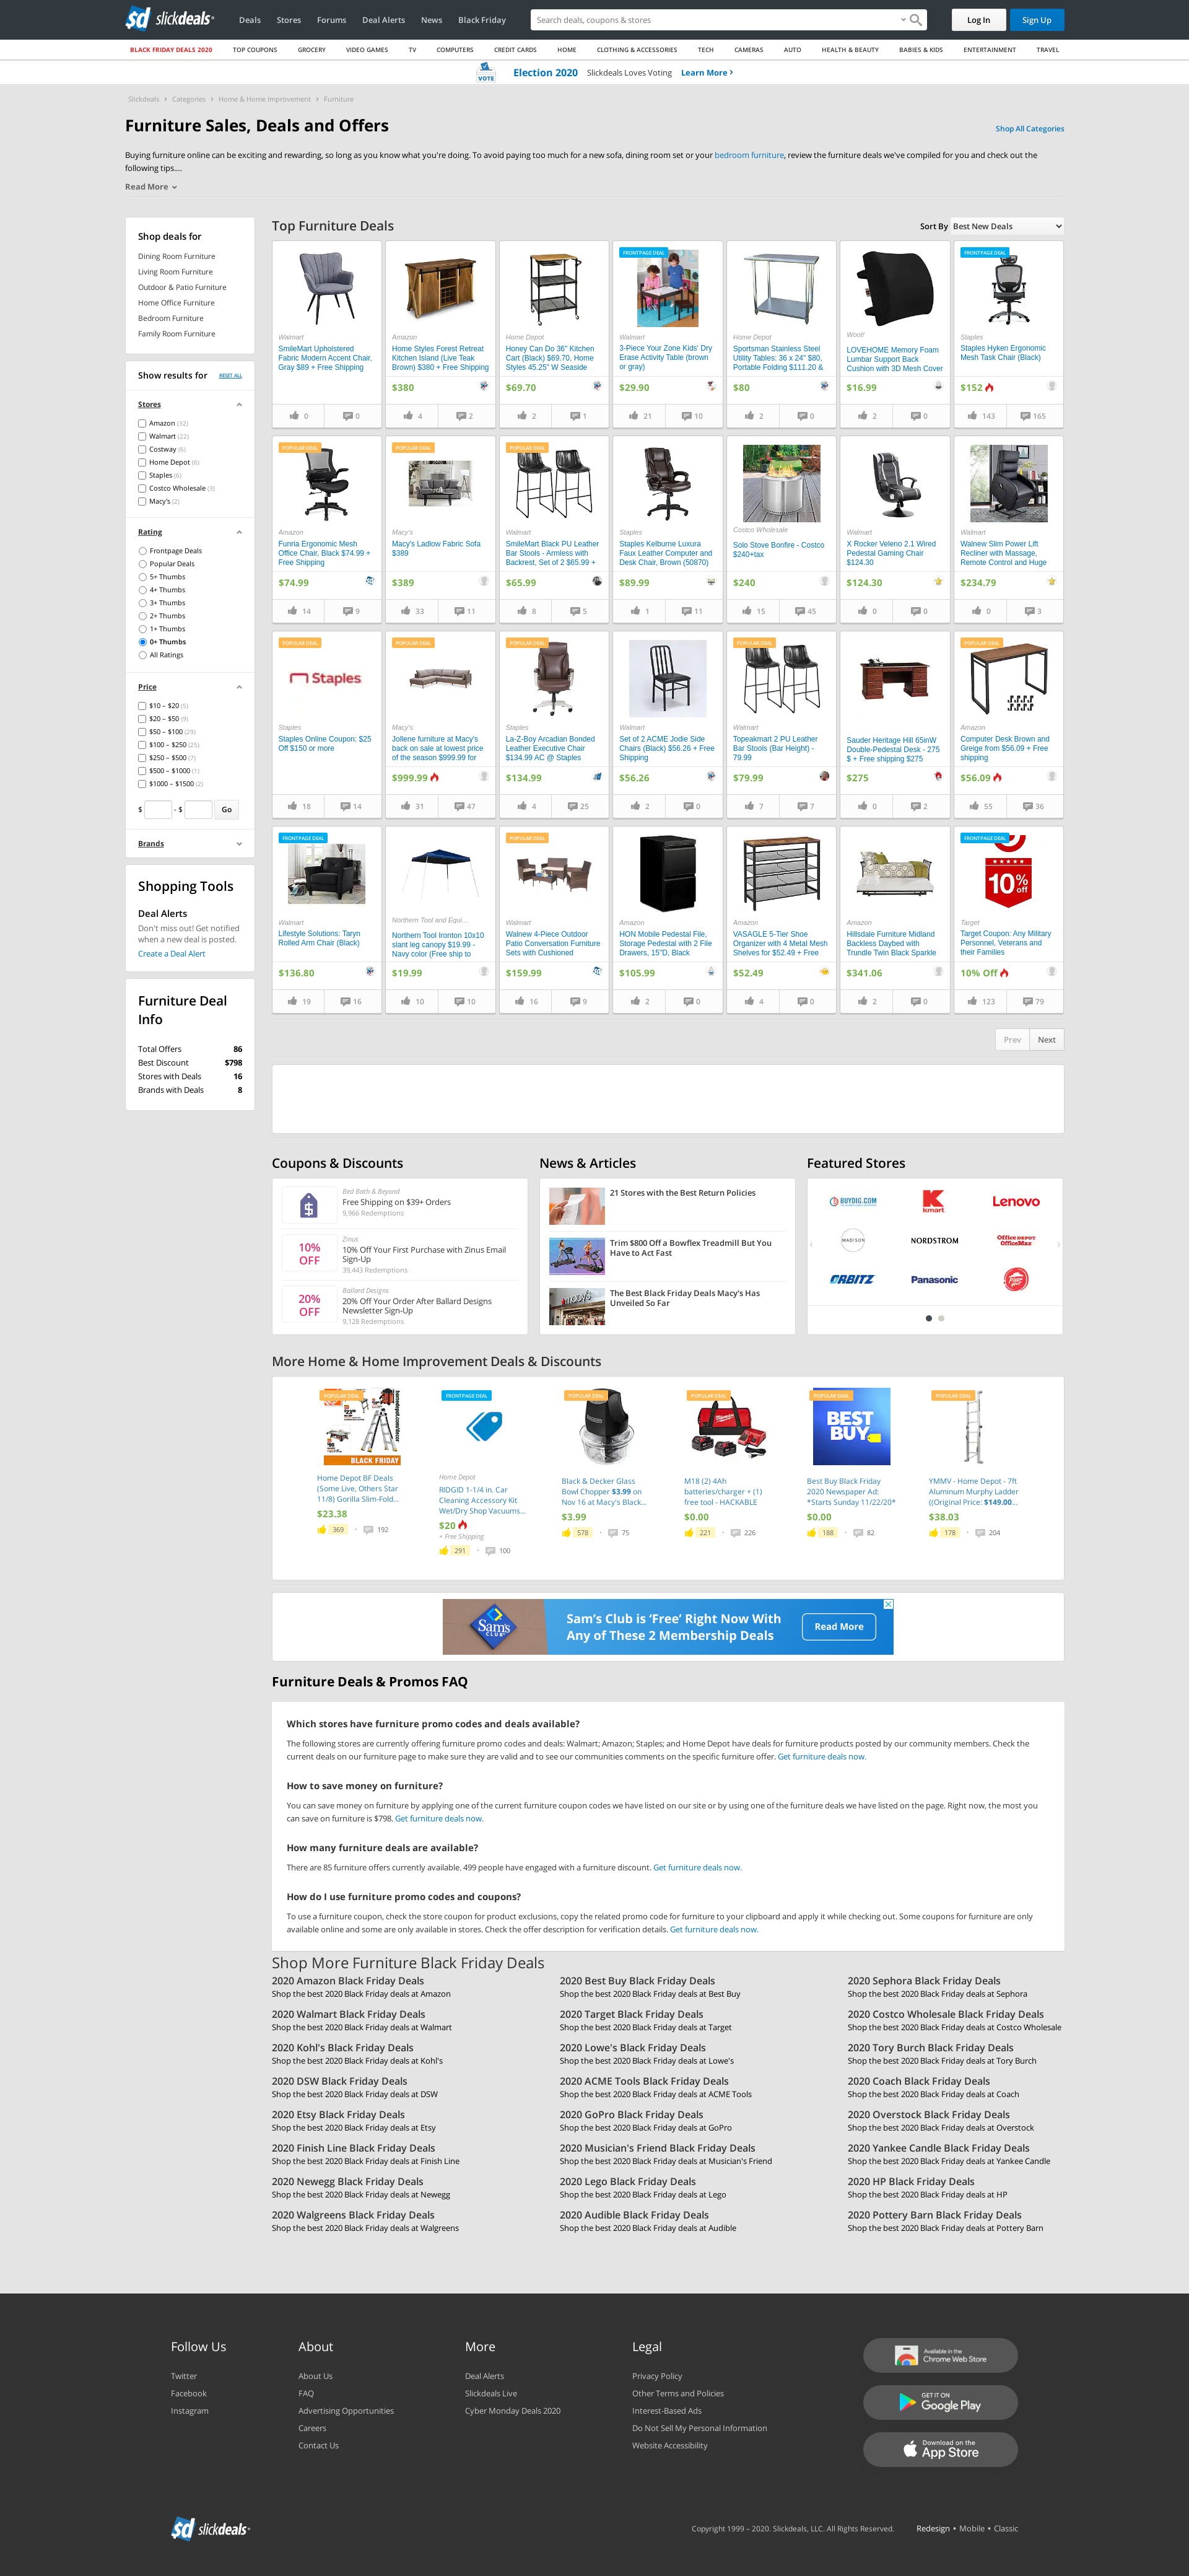 slickdeals
Deals
Stores
Forums
Deal Alerts
News
Black Friday
Search deals, coupons & stores
Log In
Sign Up
BLACK FRIDAY DEALS 2020
TOP COUPONS
GROCERY
VIDEO GAMES
TV
COMPUTERS
CREDIT CARDS
HOME
CLOTHING & ACCESSORIES
TECH
CAMERAS
AUTO
HEALTH & BEAUTY
BABIES & KIDS
ENTERTAINMENT
TRAVEL
VOTE
Election 2020 Slickdeals Loves Voting Learn More
Slickdeals > Categories > Home & Home Improvement > Furniture
Furniture Sales, Deals and Offers
Shop All Categories
Buying furniture online can be exciting and rewarding, so long as you know what you're doing. To avoid paying too much for a new sofa, dining room set or your bedroom furniture, review the furniture deals we've compiled for you and check out the
following tips....
Read More
Shop deals for
Dining Room Furniture
Living Room Furniture
Outdoor & Patio Furniture
Home Office Furniture
Bedroom Furniture
Family Room Furniture
Show results for
RESET ALL
Stores
Amazon (32)
Walmart (22)
Costway (6)
Home Depot (6)
Staples (6)
Costco Wholesale (3)
Macy's (2)
Rating
Frontpage Deals
Popular Deals
5+ Thumbs
4+ Thumbs
3+ Thumbs
2+ Thumbs
1+ Thumbs
0+ Thumbs
All Ratings
Price
$10 – $20 (5)
$20 – $50 (9)
$50 – $100 (29)
$100 – $250 (25)
$250 – $500 (7)
$500 – $1000 (1)
$1000 – $1500 (2)
$ - $ Go
Brands
Shopping Tools
Deal Alerts
Don't miss out! Get notified
when a new deal is posted.
Create a Deal Alert
Furniture Deal
Info
Total Offers 86
Best Discount $798
Stores with Deals 16
Brands with Deals 8
Top Furniture Deals
Sort By Best New Deals
Walmart
SmileMart Upholstered
Fabric Modern Accent Chair,
Gray $89 + Free Shipping
0 0
Amazon
Home Styles Forest Retreat
Kitchen Island (Live Teak
Brown) $380 + Free Shipping
$380
4 2
Home Depot
Honey Can Do 36" Kitchen
Cart (Black) $69.70, Home
Styles 45.25" W Seaside
$69.70
2 1
FRONTPAGE DEAL
Walmart
3-Piece Your Zone Kids' Dry
Erase Activity Table (brown
or gray)
$29.90
21 10
Home Depot
Sportsman Stainless Steel
Utility Tables: 36 x 24" $80,
Portable Folding $111.20 &
$80
2 0
Woot!
LOVEHOME Memory Foam
Lumbar Support Back
Cushion with 3D Mesh Cover
$16.99
2 0
FRONTPAGE DEAL
Staples
Staples Hyken Ergonomic
Mesh Task Chair (Black)
$152
143 165
POPULAR DEAL
Amazon
Funria Ergonomic Mesh
Office Chair, Black $74.99 +
Free Shipping
$74.99
14 9
POPULAR DEAL
Macy's
Macy's Ladlow Fabric Sofa
$389
$389
33 11
POPULAR DEAL
Walmart
SmileMart Black PU Leather
Bar Stools - Armless with
Backrest, Set of 2 $65.99 +
$65.99
8 5
Staples
Staples Kelburne Luxura
Faux Leather Computer and
Desk Chair, Brown (50870)
$89.99
1 11
Costco Wholesale
Solo Stove Bonfire - Costco
$240+tax
$240
15 45
Walmart
X Rocker Veleno 2.1 Wired
Pedestal Gaming Chair
$124.30
$124.30
0 0
Walmart
Walnew Slim Power Lift
Recliner with Massage,
Remote Control and Huge
$234.79
0 3
POPULAR DEAL
Staples
Staples
Staples Online Coupon: $25
Off $150 or more
18 14
POPULAR DEAL
Macy's
Jollene furniture at Macy's
back on sale at lowest price
of the season $999.99 for
$999.99
31 47
POPULAR DEAL
Staples
La-Z-Boy Arcadian Bonded
Leather Executive Chair
$134.99 AC @ Staples
$134.99
4 25
Walmart
Set of 2 ACME Jodie Side
Chairs (Black) $56.26 + Free
Shipping
$56.26
2 0
POPULAR DEAL
Walmart
Topeakmart 2 PU Leather
Bar Stools (Bar Height) -
79.99
$79.99
7 7
Sauder Heritage Hill 65inW
Double-Pedestal Desk - 275
$ + Free shipping $275
$275
0 2
POPULAR DEAL
Amazon
Computer Desk Brown and
Greige from $56.09 + Free
shipping
$56.09
55 36
FRONTPAGE DEAL
Walmart
Lifestyle Solutions: Taryn
Rolled Arm Chair (Black)
$136.80
19 16
Northern Tool and Equi...
Northern Tool Ironton 10x10
slant leg canopy $19.99 -
Navy color (Free ship to
$19.99
10 10
POPULAR DEAL
Walmart
Walnew 4-Piece Outdoor
Patio Conversation Furniture
Sets with Cushioned
$159.99
16 9
Amazon
HON Mobile Pedestal File,
Storage Pedestal with 2 File
Drawers, 15"D, Black
$105.99
2 0
Amazon
VASAGLE 5-Tier Shoe
Organizer with 4 Metal Mesh
Shelves for $52.49 + Free
$52.49
4 0
Amazon
Hillsdale Furniture Midland
Backless Daybed with
Trundle Twin Black Sparkle
$341.06
2 0
FRONTPAGE DEAL
10% off
Target
Target Coupon: Any Military
Personnel, Veterans and
their Families
10% Off
123 79
Prev Next
Coupons & Discounts
Bed Bath & Beyond
Free Shipping on $39+ Orders
9,966 Redemptions
10%
OFF
Zinus
10% Off Your First Purchase with Zinus Email
Sign-Up
39,443 Redemptions
20%
OFF
Ballard Designs
20% Off Your Order After Ballard Designs
Newsletter Sign-Up
9,128 Redemptions
News & Articles
21 Stores with the Best Return Policies
Trim $800 Off a Bowflex Treadmill But You
Have to Act Fast
The Best Black Friday Deals Macy's Has
Unveiled So Far
Featured Stores
BUYDIG.COM
kmart
Lenovo
MADISON
NORDSTROM
Office DEPOT
OfficeMax
ORBITZ
Panasonic
Pizza Hut
More Home & Home Improvement Deals & Discounts
POPULAR DEAL
BLACK FRIDAY
Home Depot BF Deals
(Some Live, Others Star
11/8) Gorilla Slim-Fold...
$23.38
369 192
FRONTPAGE DEAL
Home Depot
RIDGID 1-1/4 in. Car
Cleaning Accessory Kit
Wet/Dry Shop Vacuums...
$20
+ Free Shipping
291 100
POPULAR DEAL
Black & Decker Glass
Bowl Chopper $3.99 on
Nov 16 at Macy's Black...
$3.99
578 75
POPULAR DEAL
M18 (2) 4Ah
batteries/charger + (1)
free tool - HACKABLE
$0.00
221 226
POPULAR DEAL
BEST
BUY
Best Buy Black Friday
2020 Newspaper Ad:
*Starts Sunday 11/22/20*
$0.00
188 82
POPULAR DEAL
YMMV - Home Depot - 7ft
Aluminum Murphy Ladder
((Original Price: $149.00...
$38.03
178 204
Sam's
CLUB
Sam's Club is 'Free' Right Now With
Any of These 2 Membership Deals
Read More
Furniture Deals & Promos FAQ
Which stores have furniture promo codes and deals available?
The following stores are currently offering furniture promo codes and deals: Walmart; Amazon; Staples; and Home Depot have deals for furniture products posted by our community members. Check the
current deals on our furniture page to make sure they are valid and to see our communities comments on the specific furniture offer. Get furniture deals now.
How to save money on furniture?
You can save money on furniture by applying one of the current furniture coupon codes we have listed on our site or by using one of the furniture deals we have listed on the page. Right now, the most you
can save on furniture is $798. Get furniture deals now.
How many furniture deals are available?
There are 85 furniture offers currently available. 499 people have engaged with a furniture discount. Get furniture deals now.
How do I use furniture promo codes and coupons?
To use a furniture coupon, check the store coupon for product exclusions, copy the related promo code for furniture to your clipboard and apply it while checking out. Some coupons for furniture are only
available online and some are only available in stores. Check the offer description for verification details. Get furniture deals now.
Shop More Furniture Black Friday Deals
2020 Amazon Black Friday Deals
Shop the best 2020 Black Friday deals at Amazon
2020 Best Buy Black Friday Deals
Shop the best 2020 Black Friday deals at Best Buy
2020 Sephora Black Friday Deals
Shop the best 2020 Black Friday deals at Sephora
2020 Walmart Black Friday Deals
Shop the best 2020 Black Friday deals at Walmart
2020 Target Black Friday Deals
Shop the best 2020 Black Friday deals at Target
2020 Costco Wholesale Black Friday Deals
Shop the best 2020 Black Friday deals at Costco Wholesale
2020 Kohl's Black Friday Deals
Shop the best 2020 Black Friday deals at Kohl's
2020 Lowe's Black Friday Deals
Shop the best 2020 Black Friday deals at Lowe's
2020 Tory Burch Black Friday Deals
Shop the best 2020 Black Friday deals at Tory Burch
2020 DSW Black Friday Deals
Shop the best 2020 Black Friday deals at DSW
2020 ACME Tools Black Friday Deals
Shop the best 2020 Black Friday deals at ACME Tools
2020 Coach Black Friday Deals
Shop the best 2020 Black Friday deals at Coach
2020 Etsy Black Friday Deals
Shop the best 2020 Black Friday deals at Etsy
2020 GoPro Black Friday Deals
Shop the best 2020 Black Friday deals at GoPro
2020 Overstock Black Friday Deals
Shop the best 2020 Black Friday deals at Overstock
2020 Finish Line Black Friday Deals
Shop the best 2020 Black Friday deals at Finish Line
2020 Musician's Friend Black Friday Deals
Shop the best 2020 Black Friday deals at Musician's Friend
2020 Yankee Candle Black Friday Deals
Shop the best 2020 Black Friday deals at Yankee Candle
2020 Newegg Black Friday Deals
Shop the best 2020 Black Friday deals at Newegg
2020 Lego Black Friday Deals
Shop the best 2020 Black Friday deals at Lego
2020 HP Black Friday Deals
Shop the best 2020 Black Friday deals at HP
2020 Walgreens Black Friday Deals
Shop the best 2020 Black Friday deals at Walgreens
2020 Audible Black Friday Deals
Shop the best 2020 Black Friday deals at Audible
2020 Pottery Barn Black Friday Deals
Shop the best 2020 Black Friday deals at Pottery Barn
Follow Us
Twitter
Facebook
Instagram
About
About Us
FAQ
Advertising Opportunities
Careers
Contact Us
More
Deal Alerts
Slickdeals Live
Cyber Monday Deals 2020
Legal
Privacy Policy
Other Terms and Policies
Interest-Based Ads
Do Not Sell My Personal Information
Website Accessibility
Available in the
Chrome Web Store
GET IT ON
Google Play
Download on the
App Store
slickdeals
Copyright 1999 – 2020. Slickdeals, LLC. All Rights Reserved.
Redesign • Mobile • Classic